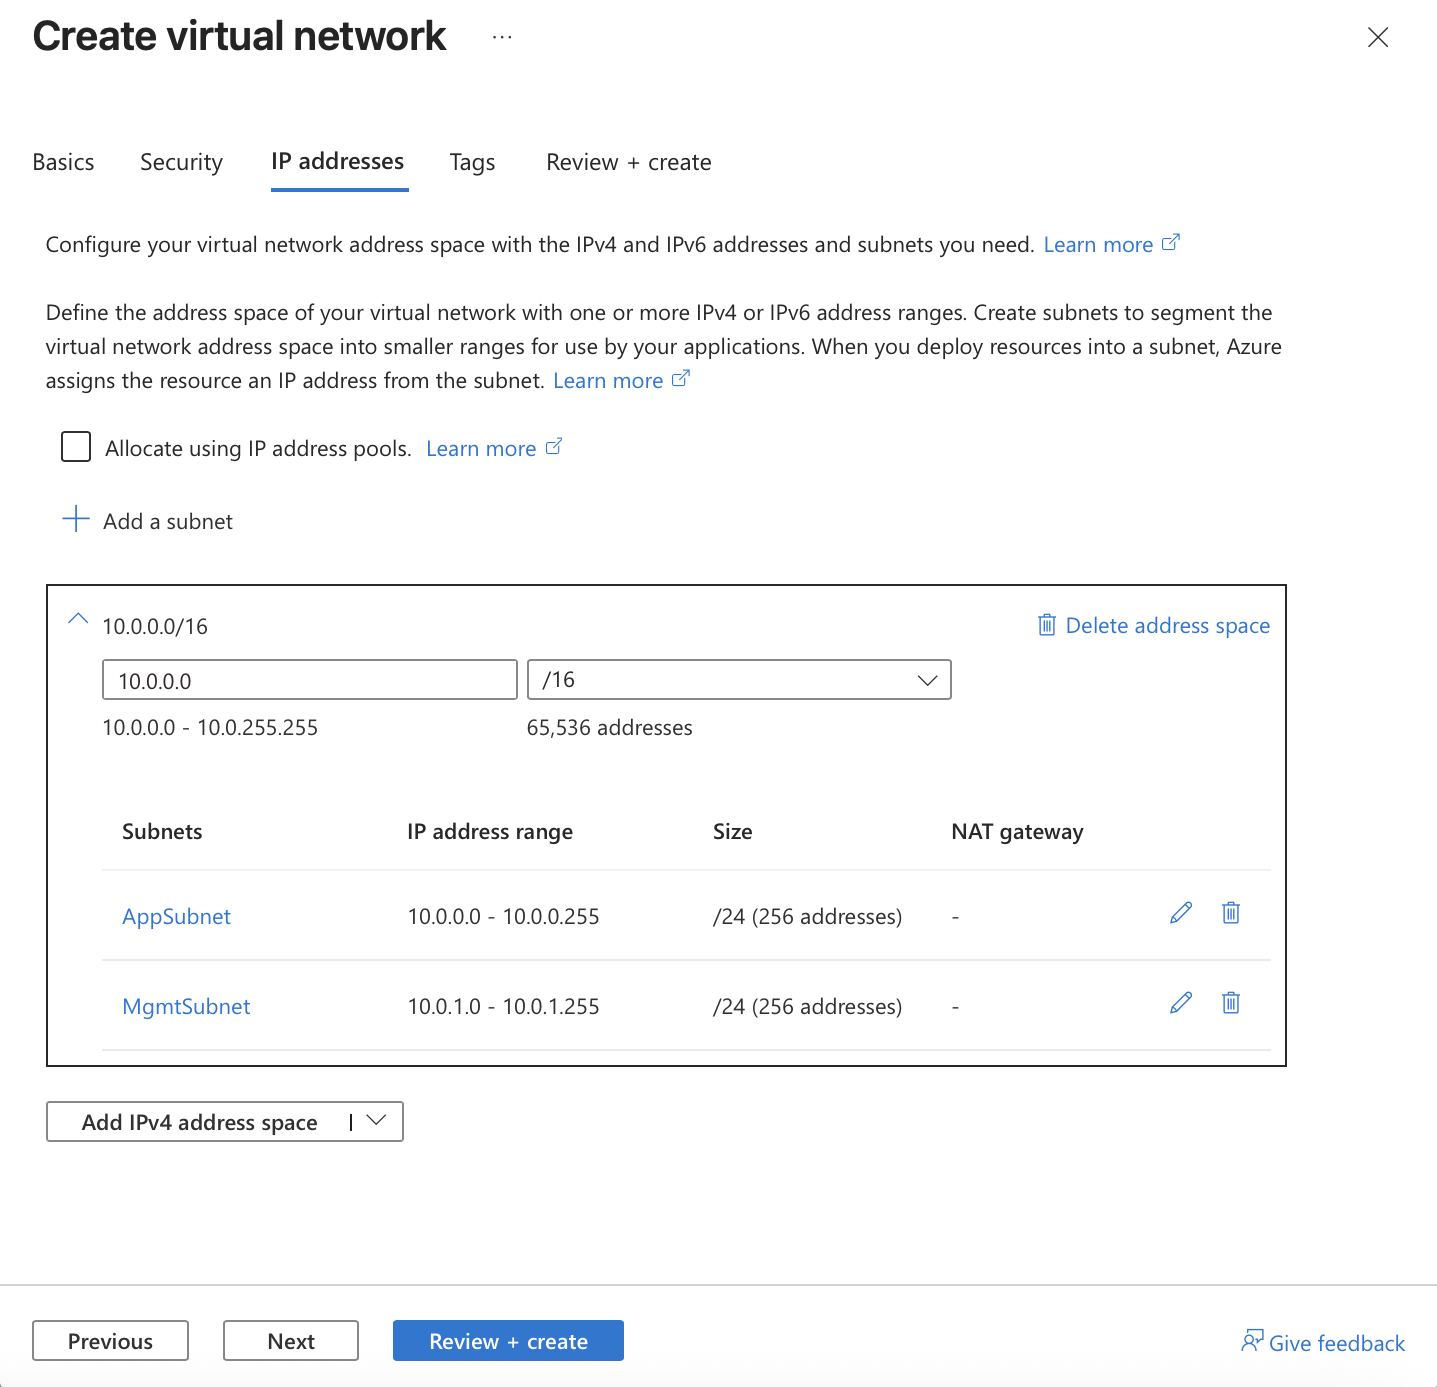 Create virtual network ...
Basics Security IP addresses Tags Review + create
Configure your virtual network address space with the IPv4 and IPv6 addresses and subnets you need. Learn more
Define the address space of your virtual network with one or more IPv4 or IPv6 address ranges. Create subnets to segment the
virtual network address space into smaller ranges for use by your applications. When you deploy resources into a subnet, Azure
assigns the resource an IP address from the subnet. Learn more
Allocate using IP address pools. Learn more
Add a subnet
10.0.0.0/16 Delete address space
10.0.0.0 /16
10.0.0.0 - 10.0.255.255 65,536 addresses
Subnets IP address range Size NAT gateway
AppSubnet 10.0.0.0 - 10.0.0.255 /24 (256 addresses) -
MgmtSubnet 10.0.1.0 - 10.0.1.255 /24 (256 addresses) -
Add IPv4 address space |
Previous Next Review + create Give feedback